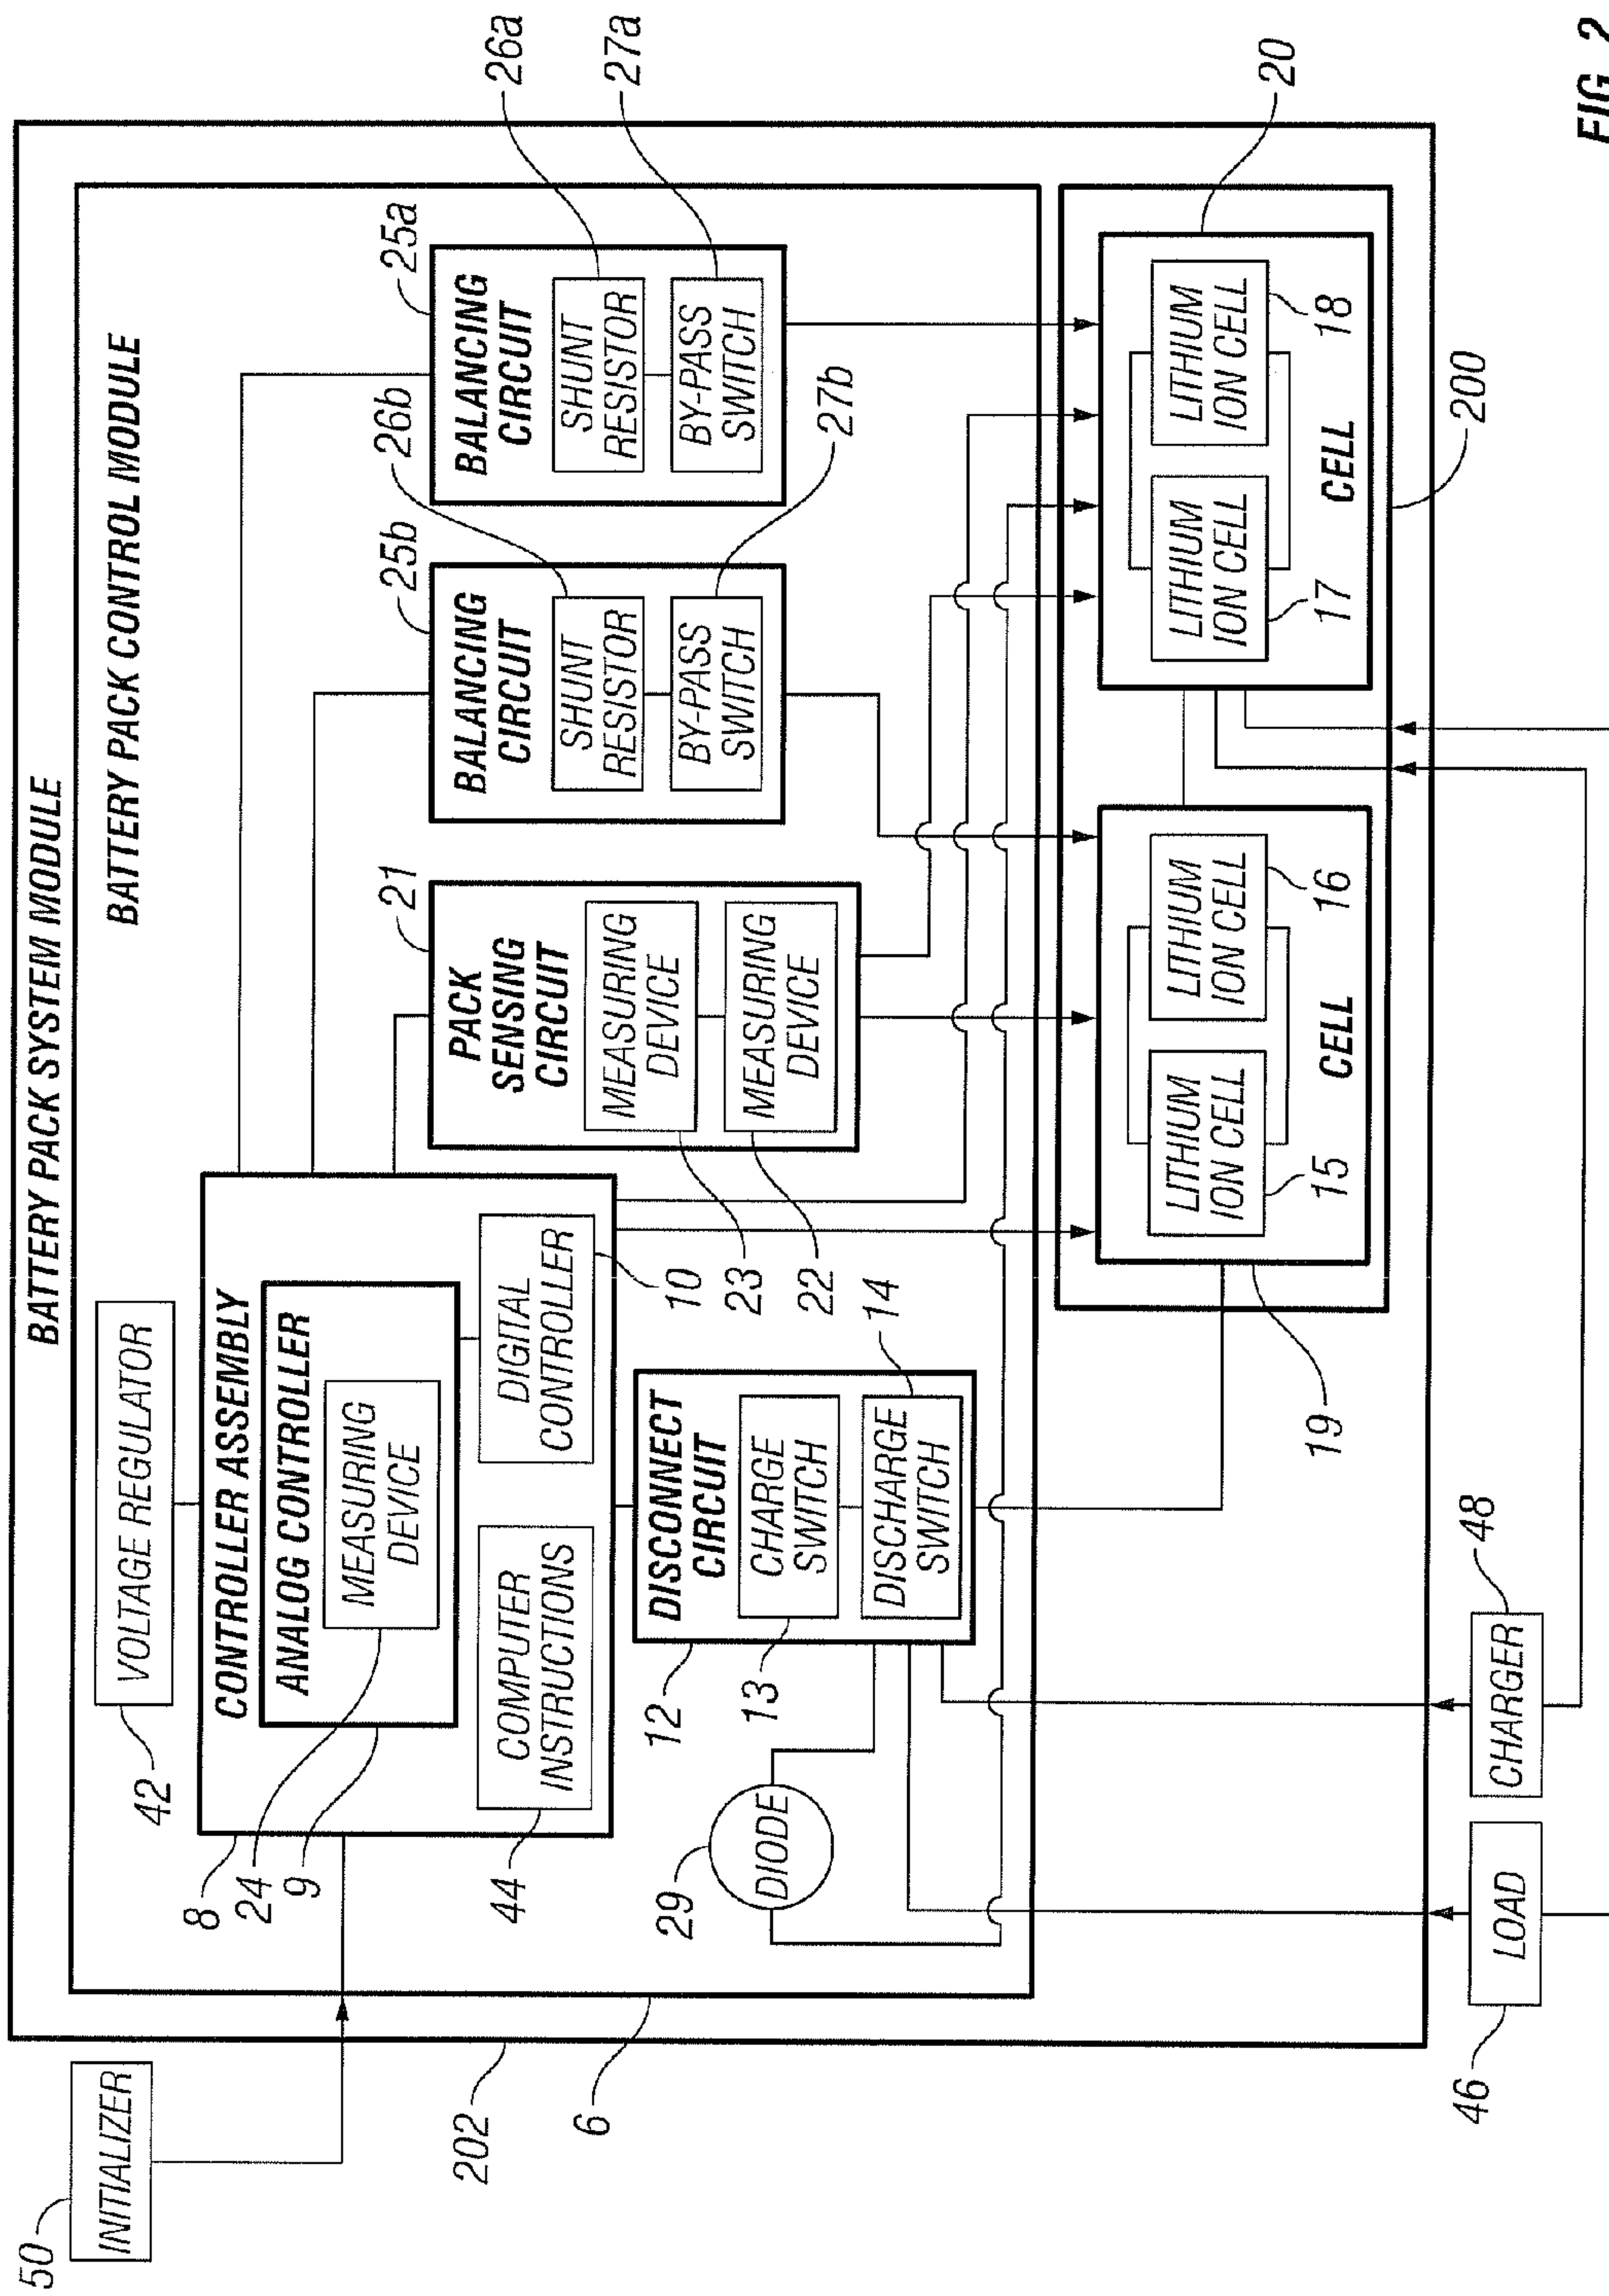 BATTERY PACK SYSTEM MODULE
BATTERY PACK CONTROL MODULE
50
INITIALIZER
202
6
42
VOLTAGE REGULATOR
8
24
9
44
CONTROLLER ASSEMBLY
ANALOG CONTROLLER
MEASURING
DEVICE
COMPUTER
INSTRUCTIONS
DIGITAL
CONTROLLER
10
29
DIODE
12
13
DISCONNECT
CIRCUIT
CHARGE
SWITCH
DISCHARGE
SWITCH
14
21
PACK
SENSING
CIRCUIT
MEASURING
DEVICE
MEASURING
DEVICE
23
22
25b
BALANCING
CIRCUIT
SHUNT
RESISTOR
BY-PASS
SWITCH
26b
27b
25a
BALANCING
CIRCUIT
SHUNT
RESISTOR
BY-PASS
SWITCH
26a
27a
19
LITHIUM
ION CELL
15
LITHIUM
ION CELL
16
CELL
LITHIUM
ION CELL
17
LITHIUM
ION CELL
18
CELL
20
200
46
LOAD
CHARGER
48
FIG. 2